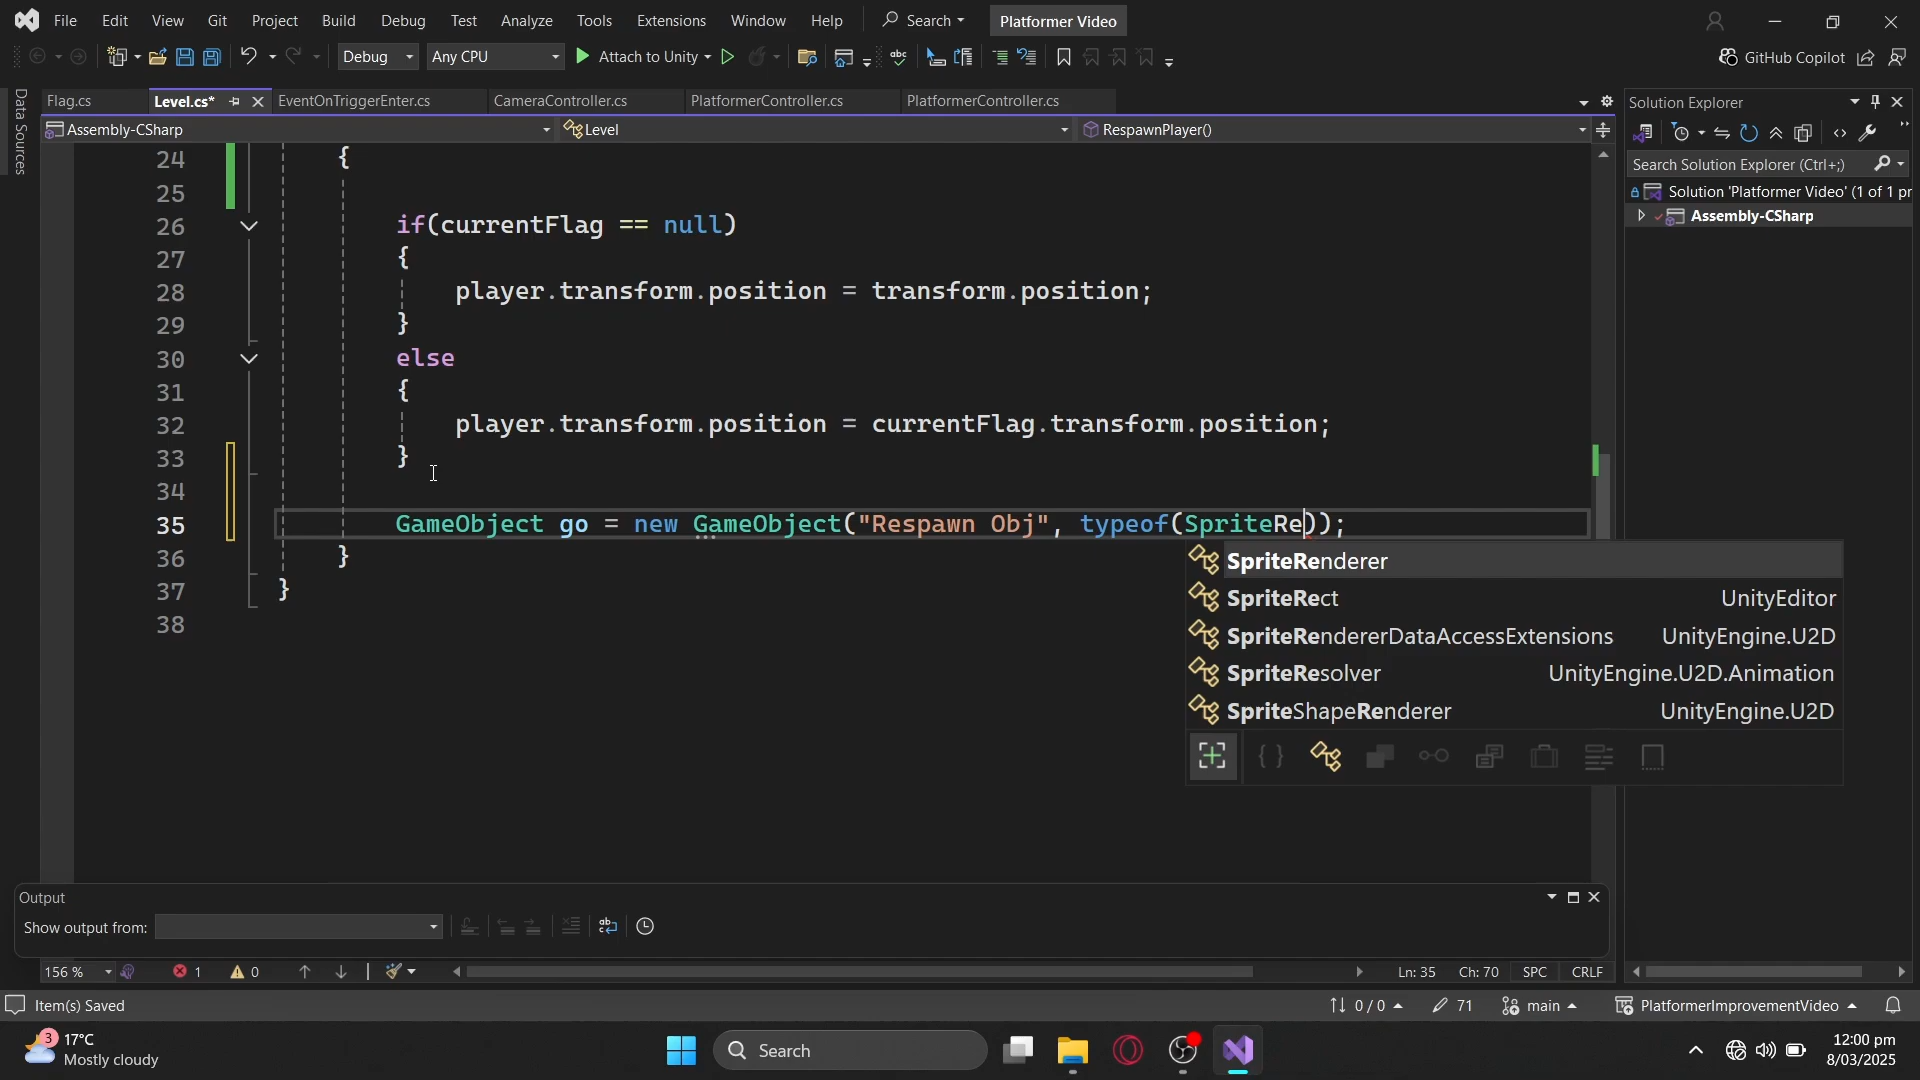 File Edit View Git Project Build Debug Test Analyze Tools Extensions Window Help Search Platformer Video
Debug Any CPU Attach to Unity abc GitHub Copilot
Data Sources
Flag.cs Level.cs* EventOnTriggerEnter.cs CameraController.cs PlatformerController.cs PlatformerController.cs
Assembly-CSharp Level RespawnPlayer()
24 {
25
26 if(currentFlag == null)
27 {
28 player.transform.position = transform.position;
29 }
30 else
31 {
32 player.transform.position = currentFlag.transform.position;
33 }
34
35 GameObject go = new GameObject("Respawn Obj", typeof(SpriteRe));
36 }
37 }
38
SpriteRenderer
SpriteRect UnityEditor
SpriteRendererDataAccessExtensions UnityEngine.U2D
SpriteResolver UnityEngine.U2D.Animation
SpriteShapeRenderer UnityEngine.U2D
Solution Explorer
Search Solution Explorer (Ctrl+;)
Solution 'Platformer Video' (1 of 1 pr
Assembly-CSharp
Output
Show output from:
156 % 1 0 Ln: 35 Ch: 70 SPC CRLF
Item(s) Saved 0 / 0 71 main PlatformerImprovementVideo
3 17°C
Mostly cloudy
Search
12:00 pm
8/03/2025